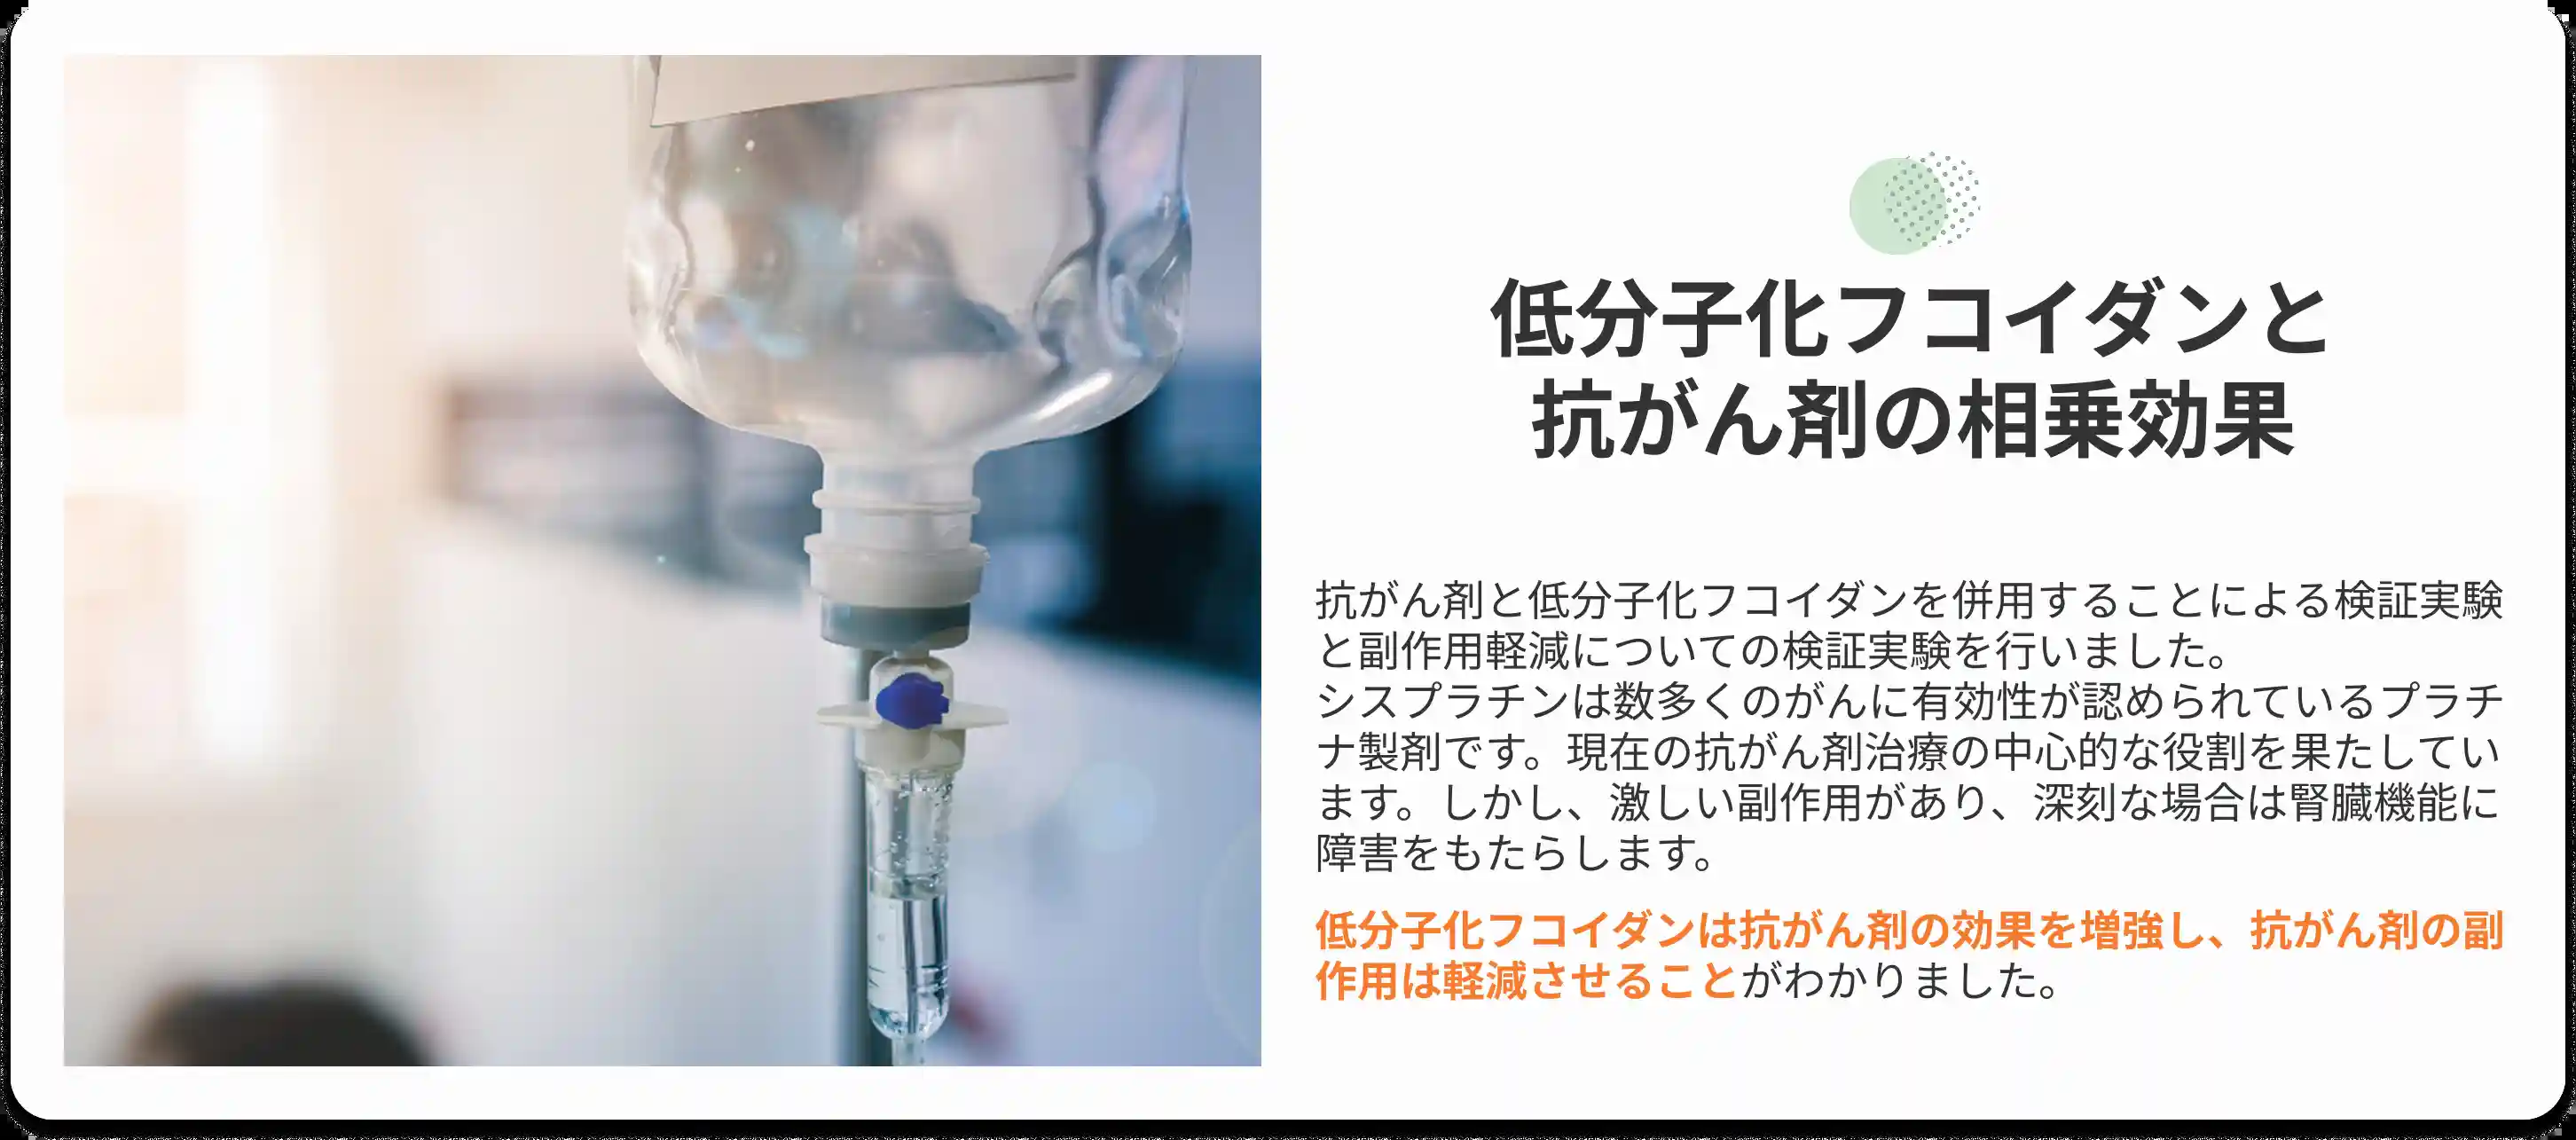 低分子化フコイダンと
抗がん剤の相乗効果
抗がん剤と低分子化フコイダンを併用することによる検証実験
と副作用軽減についての検証実験を行いました。
シスプラチンは数多くのがんに有効性が認められているプラチ
ナ製剤です。現在の抗がん剤治療の中心的な役割を果たしてい
ます。しかし、激しい副作用があり、深刻な場合は腎臓機能に
障害をもたらします。
低分子化フコイダンは抗がん剤の効果を増強し、抗がん剤の副
作用は軽減させることがわかりました。